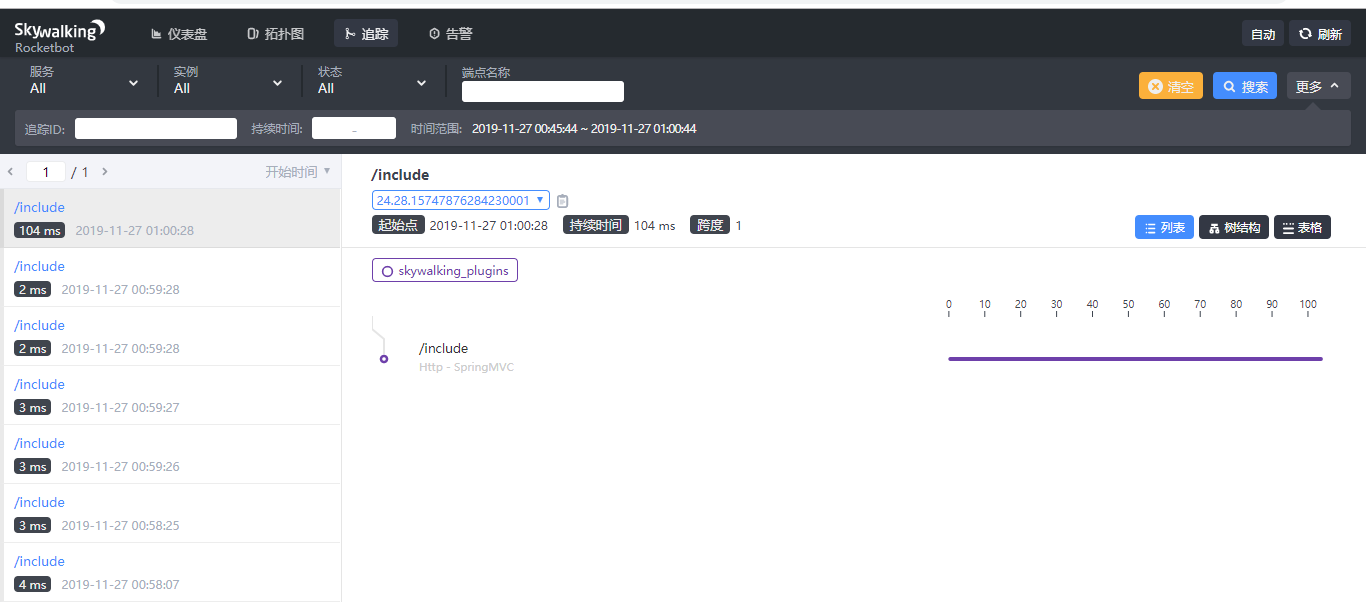 Skywalking
Rocketbot
仪表盘
拓扑图
追踪
告警
自动
刷新
服务
All
实例
All
状态
All
端点名称
清空
搜索
更多
追踪ID:
持续时间:
-
时间范围:
2019-11-27 00:45:44 ~ 2019-11-27 01:00:44
1 / 1
开始时间
/include
104 ms 2019-11-27 01:00:28
/include
2 ms 2019-11-27 00:59:28
/include
2 ms 2019-11-27 00:59:28
/include
3 ms 2019-11-27 00:59:27
/include
3 ms 2019-11-27 00:59:26
/include
3 ms 2019-11-27 00:58:25
/include
4 ms 2019-11-27 00:58:07
/include
24.28.15747876284230001
起始点 2019-11-27 01:00:28 持续时间 104 ms 跨度 1
列表
树结构
表格
skywalking_plugins
0 10 20 30 40 50 60 70 80 90 100
/include
Http - SpringMVC